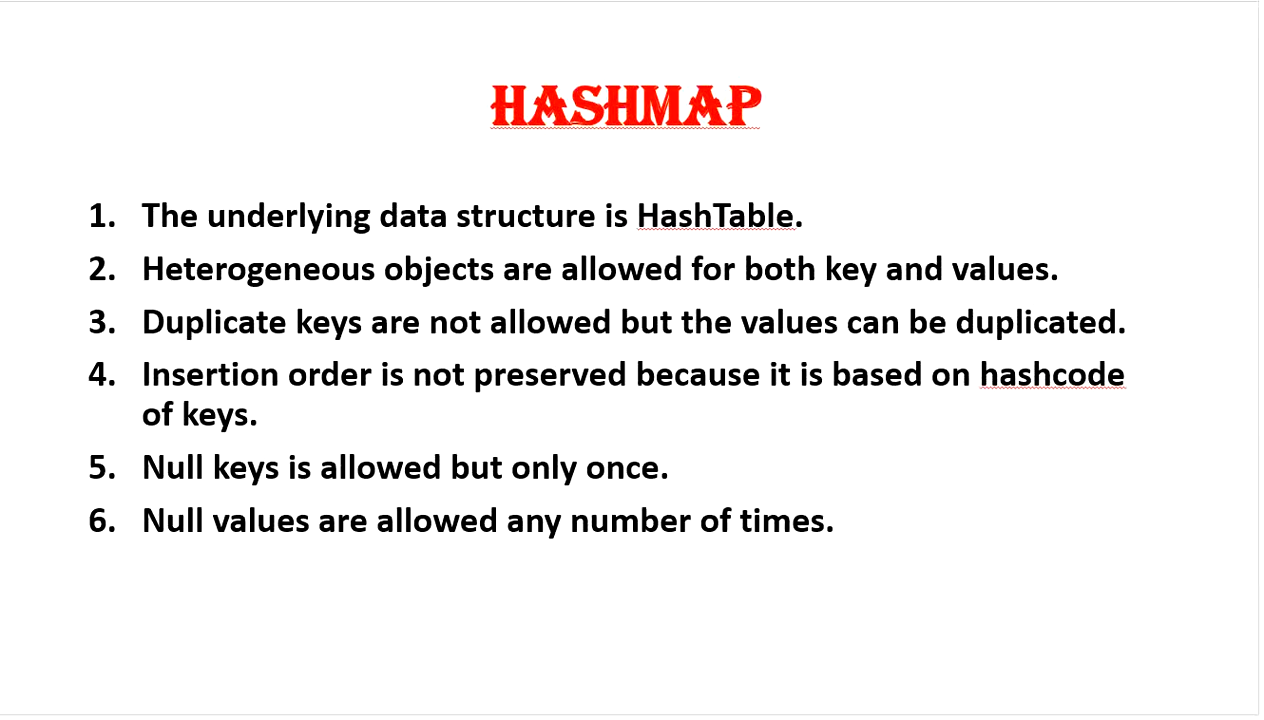 HASHMAP
1. The underlying data structure is HashTable.
2. Heterogeneous objects are allowed for both key and values.
3. Duplicate keys are not allowed but the values can be duplicated.
4. Insertion order is not preserved because it is based on hashcode
of keys.
5. Null keys is allowed but only once.
6. Null values are allowed any number of times.